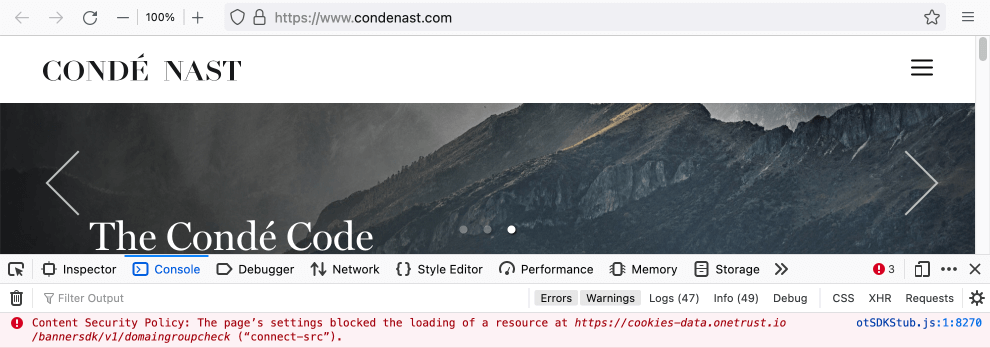 100%
https://www.condenast.com
CONDÉ NAST
The Condé Code
Inspector Console Debugger Network Style Editor Performance Memory Storage 3
Filter Output Errors Warnings Logs (47) Info (49) Debug CSS XHR Requests
Content Security Policy: The page’s settings blocked the loading of a resource at https://cookies-data.onetrust.io otSDKStub.js:1:8270
/bannersdk/v1/domaingroupcheck (“connect-src”).